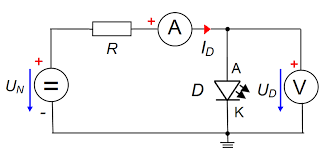 +
A
R
I_D
+
U_N
=
-
D
A
K
U_D
+
V